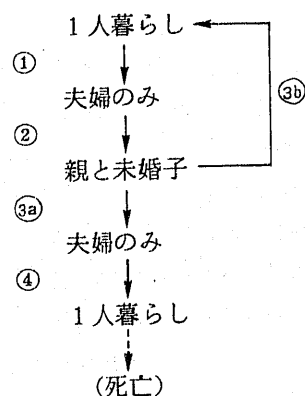 1人暮らし
①
夫婦のみ
③b
②
親と未婚子
③a
夫婦のみ
④
1人暮らし
(死亡)